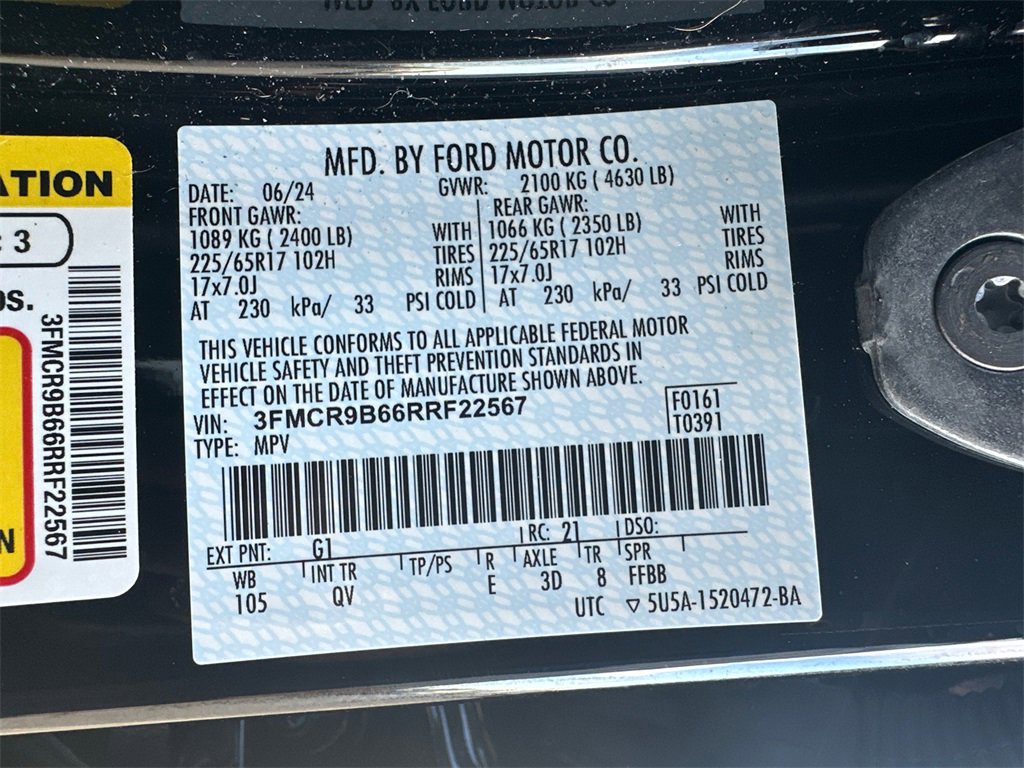 MFD. BY FORD MOTOR CO.
DATE: 06/24 GVWR: 2100 KG ( 4630 LB)
FRONT GAWR: REAR GAWR:
1089 KG ( 2400 LB) WITH 1066 KG ( 2350 LB) WITH
225/65R17 102H TIRES 225/65R17 102H TIRES
17x7.0J RIMS 17x7.0J RIMS
AT 230 kPa/ 33 PSI COLD AT 230 kPa/ 33 PSI COLD
THIS VEHICLE CONFORMS TO ALL APPLICABLE FEDERAL MOTOR
VEHICLE SAFETY AND THEFT PREVENTION STANDARDS IN
EFFECT ON THE DATE OF MANUFACTURE SHOWN ABOVE.
VIN: 3FMCR9B66RRF22567 F0161
TYPE: MPV T0391
EXT PNT: G1 RC: 21 DSO:
WB INT TR TP/PS R AXLE TR SPR
105 QV E 3D 8 FFBB
UTC ▽ 5U5A-1520472-BA
ATION
: 3
3FMCR9B66RRF22567
N